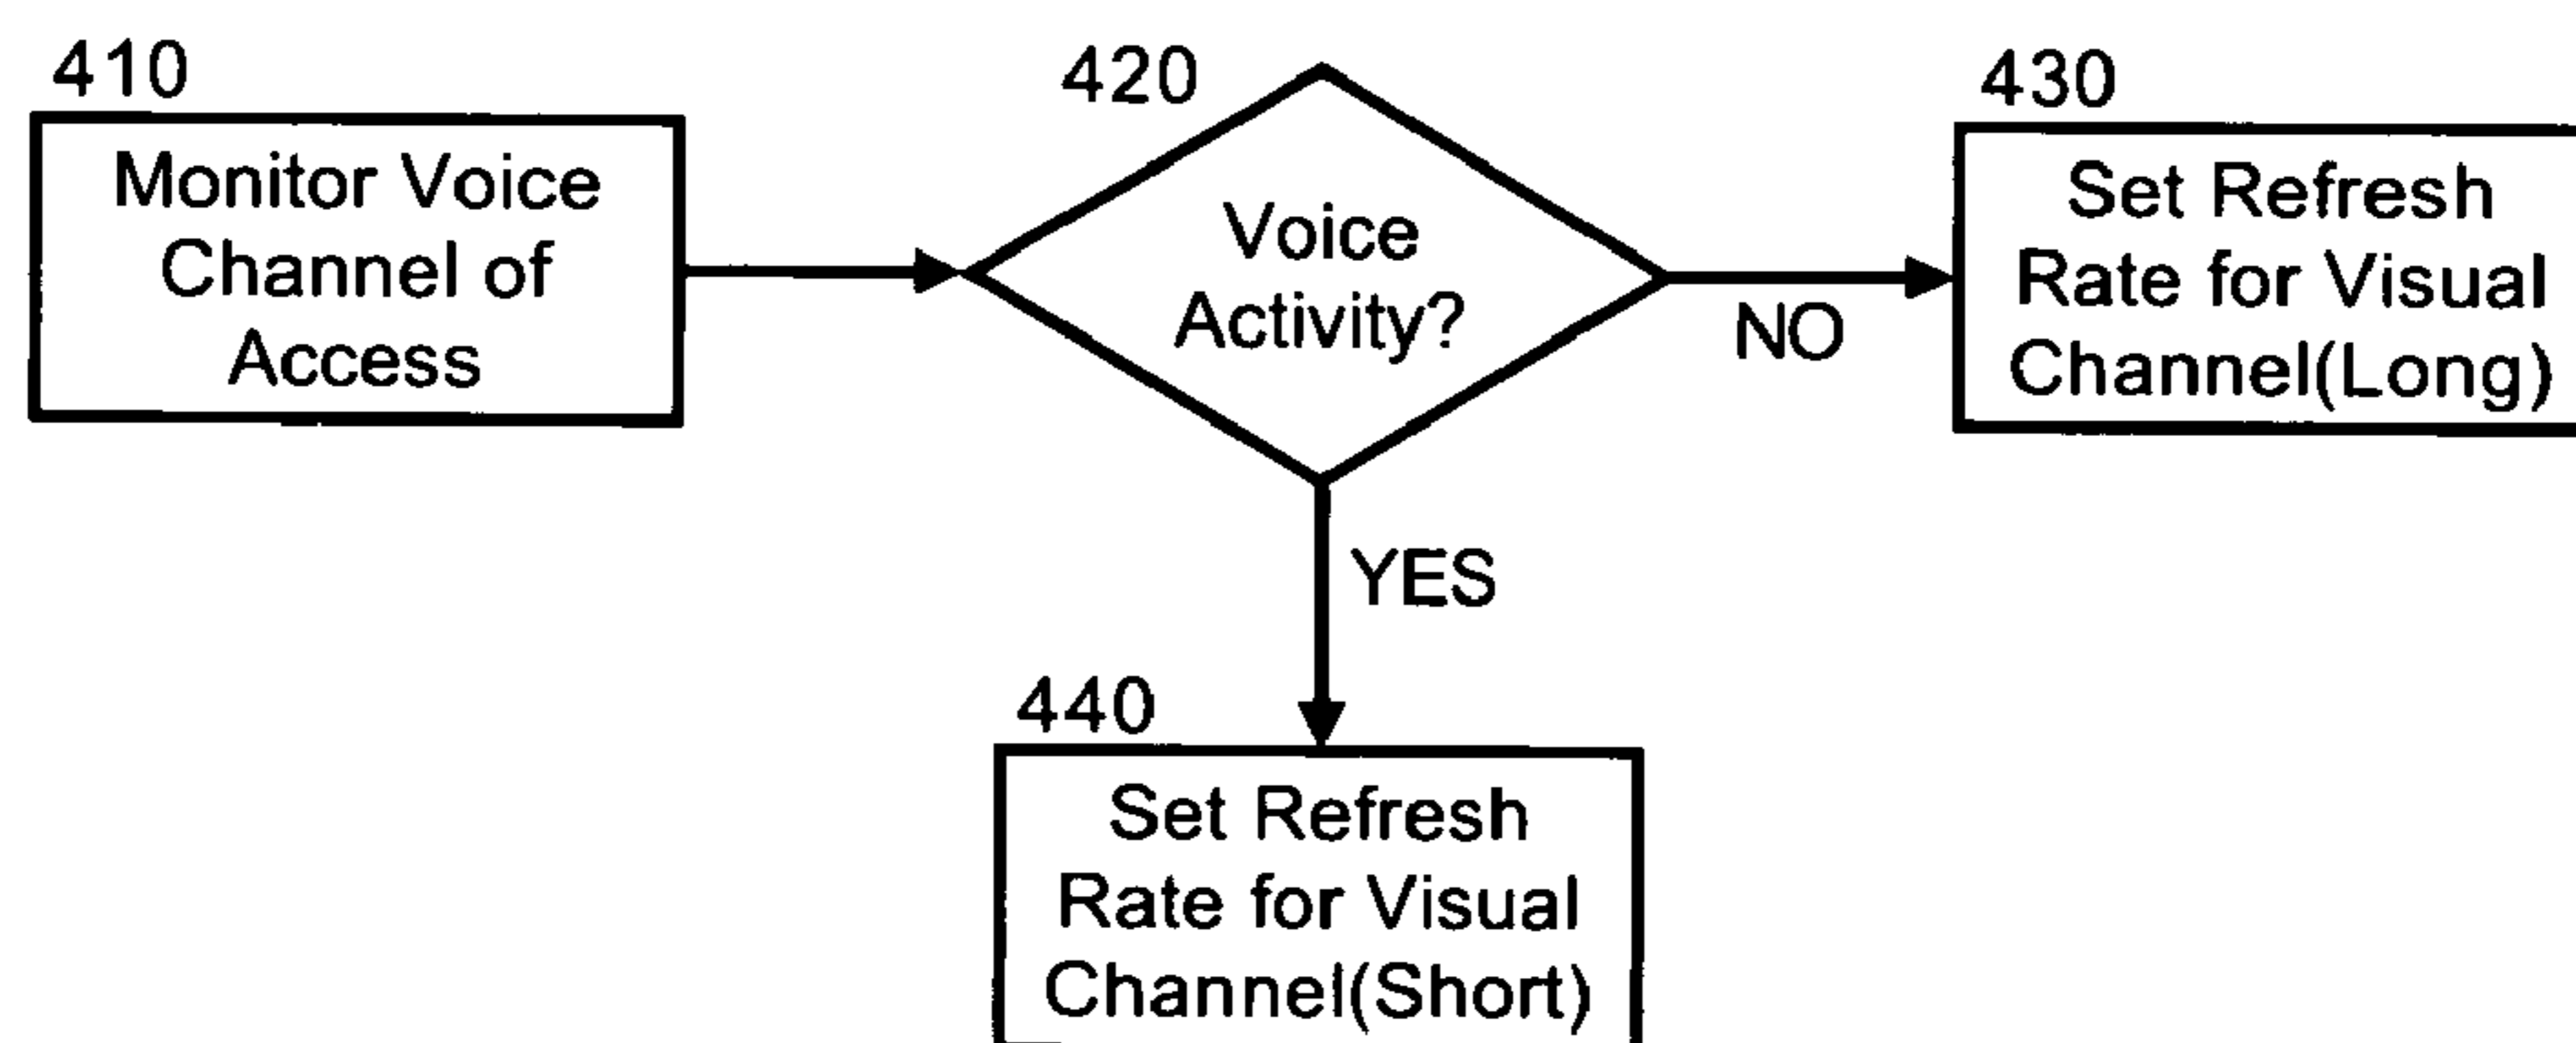 410
Monitor Voice
Channel of
Access
420
Voice
Activity?
NO
430
Set Refresh
Rate for Visual
Channel(Long)
YES
440
Set Refresh
Rate for Visual
Channel(Short)